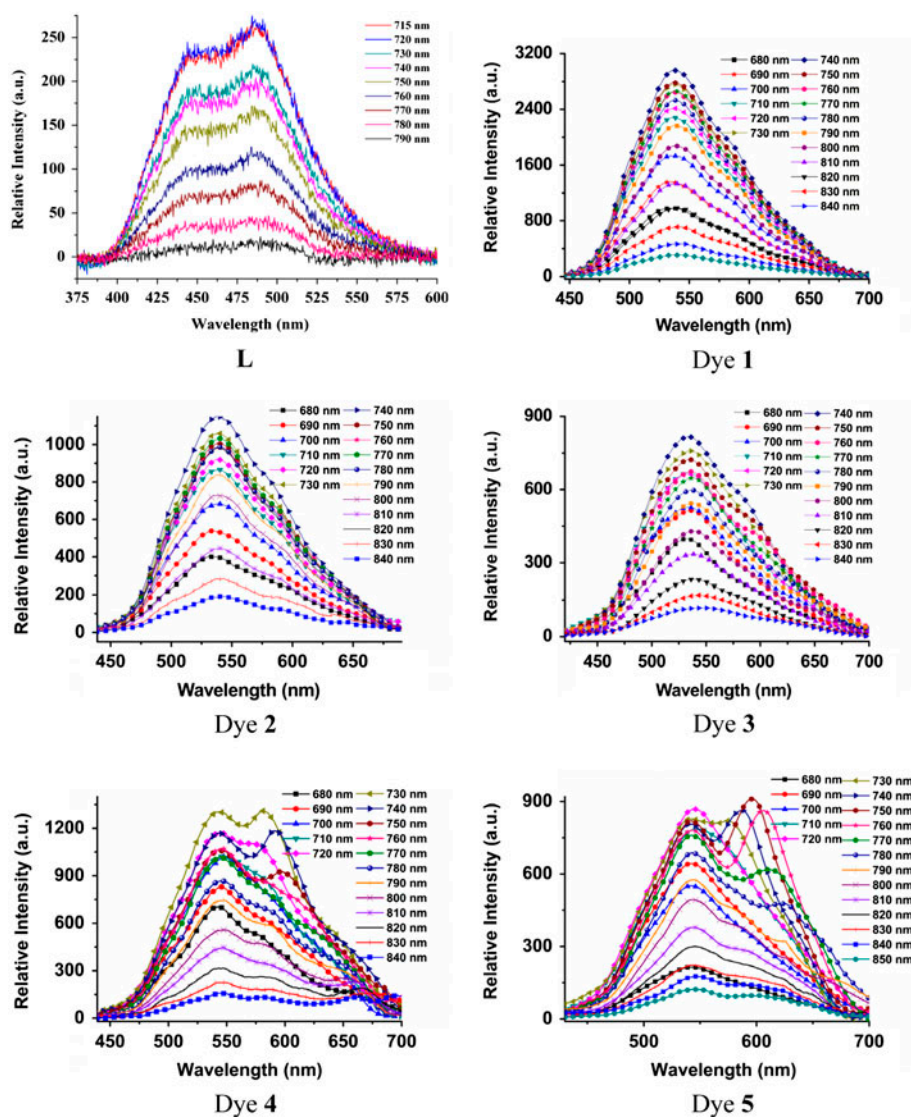 250
200
150
100
50
0
Relative Intensity (a.u.)
715 nm
720 nm
730 nm
740 nm
750 nm
760 nm
770 nm
780 nm
790 nm
375 400 425 450 475 500 525 550 575 600
Wavelength (nm)
L
3200
2400
1600
800
0
Relative Intensity (a.u.)
680 nm 740 nm
690 nm 750 nm
700 nm 760 nm
710 nm 770 nm
720 nm 780 nm
730 nm 790 nm
800 nm
810 nm
820 nm
830 nm
840 nm
450 500 550 600 650 700
Wavelength (nm)
Dye 1
1000
800
600
400
200
0
Relative Intensity (a.u.)
680 nm 740 nm
690 nm 750 nm
700 nm 760 nm
710 nm 770 nm
720 nm 780 nm
730 nm 790 nm
800 nm
810 nm
820 nm
830 nm
840 nm
450 500 550 600 650
Wavelength (nm)
Dye 2
900
600
300
0
Relative Intensity (a.u.)
680 nm 740 nm
690 nm 750 nm
700 nm 760 nm
710 nm 770 nm
720 nm 780 nm
730 nm 790 nm
800 nm
810 nm
820 nm
830 nm
840 nm
450 500 550 600 650 700
Wavelength (nm)
Dye 3
1200
900
600
300
0
Relative Intensity (a.u.)
680 nm 730 nm
690 nm 740 nm
700 nm 750 nm
710 nm 760 nm
720 nm 770 nm
780 nm
790 nm
800 nm
810 nm
820 nm
830 nm
840 nm
450 500 550 600 650 700
Wavelength (nm)
Dye 4
900
600
300
0
Relative Intensity (a.u.)
680 nm 730 nm
690 nm 740 nm
700 nm 750 nm
710 nm 760 nm
720 nm 770 nm
780 nm
790 nm
800 nm
810 nm
820 nm
830 nm
840 nm
850 nm
500 600 700
Wavelength (nm)
Dye 5